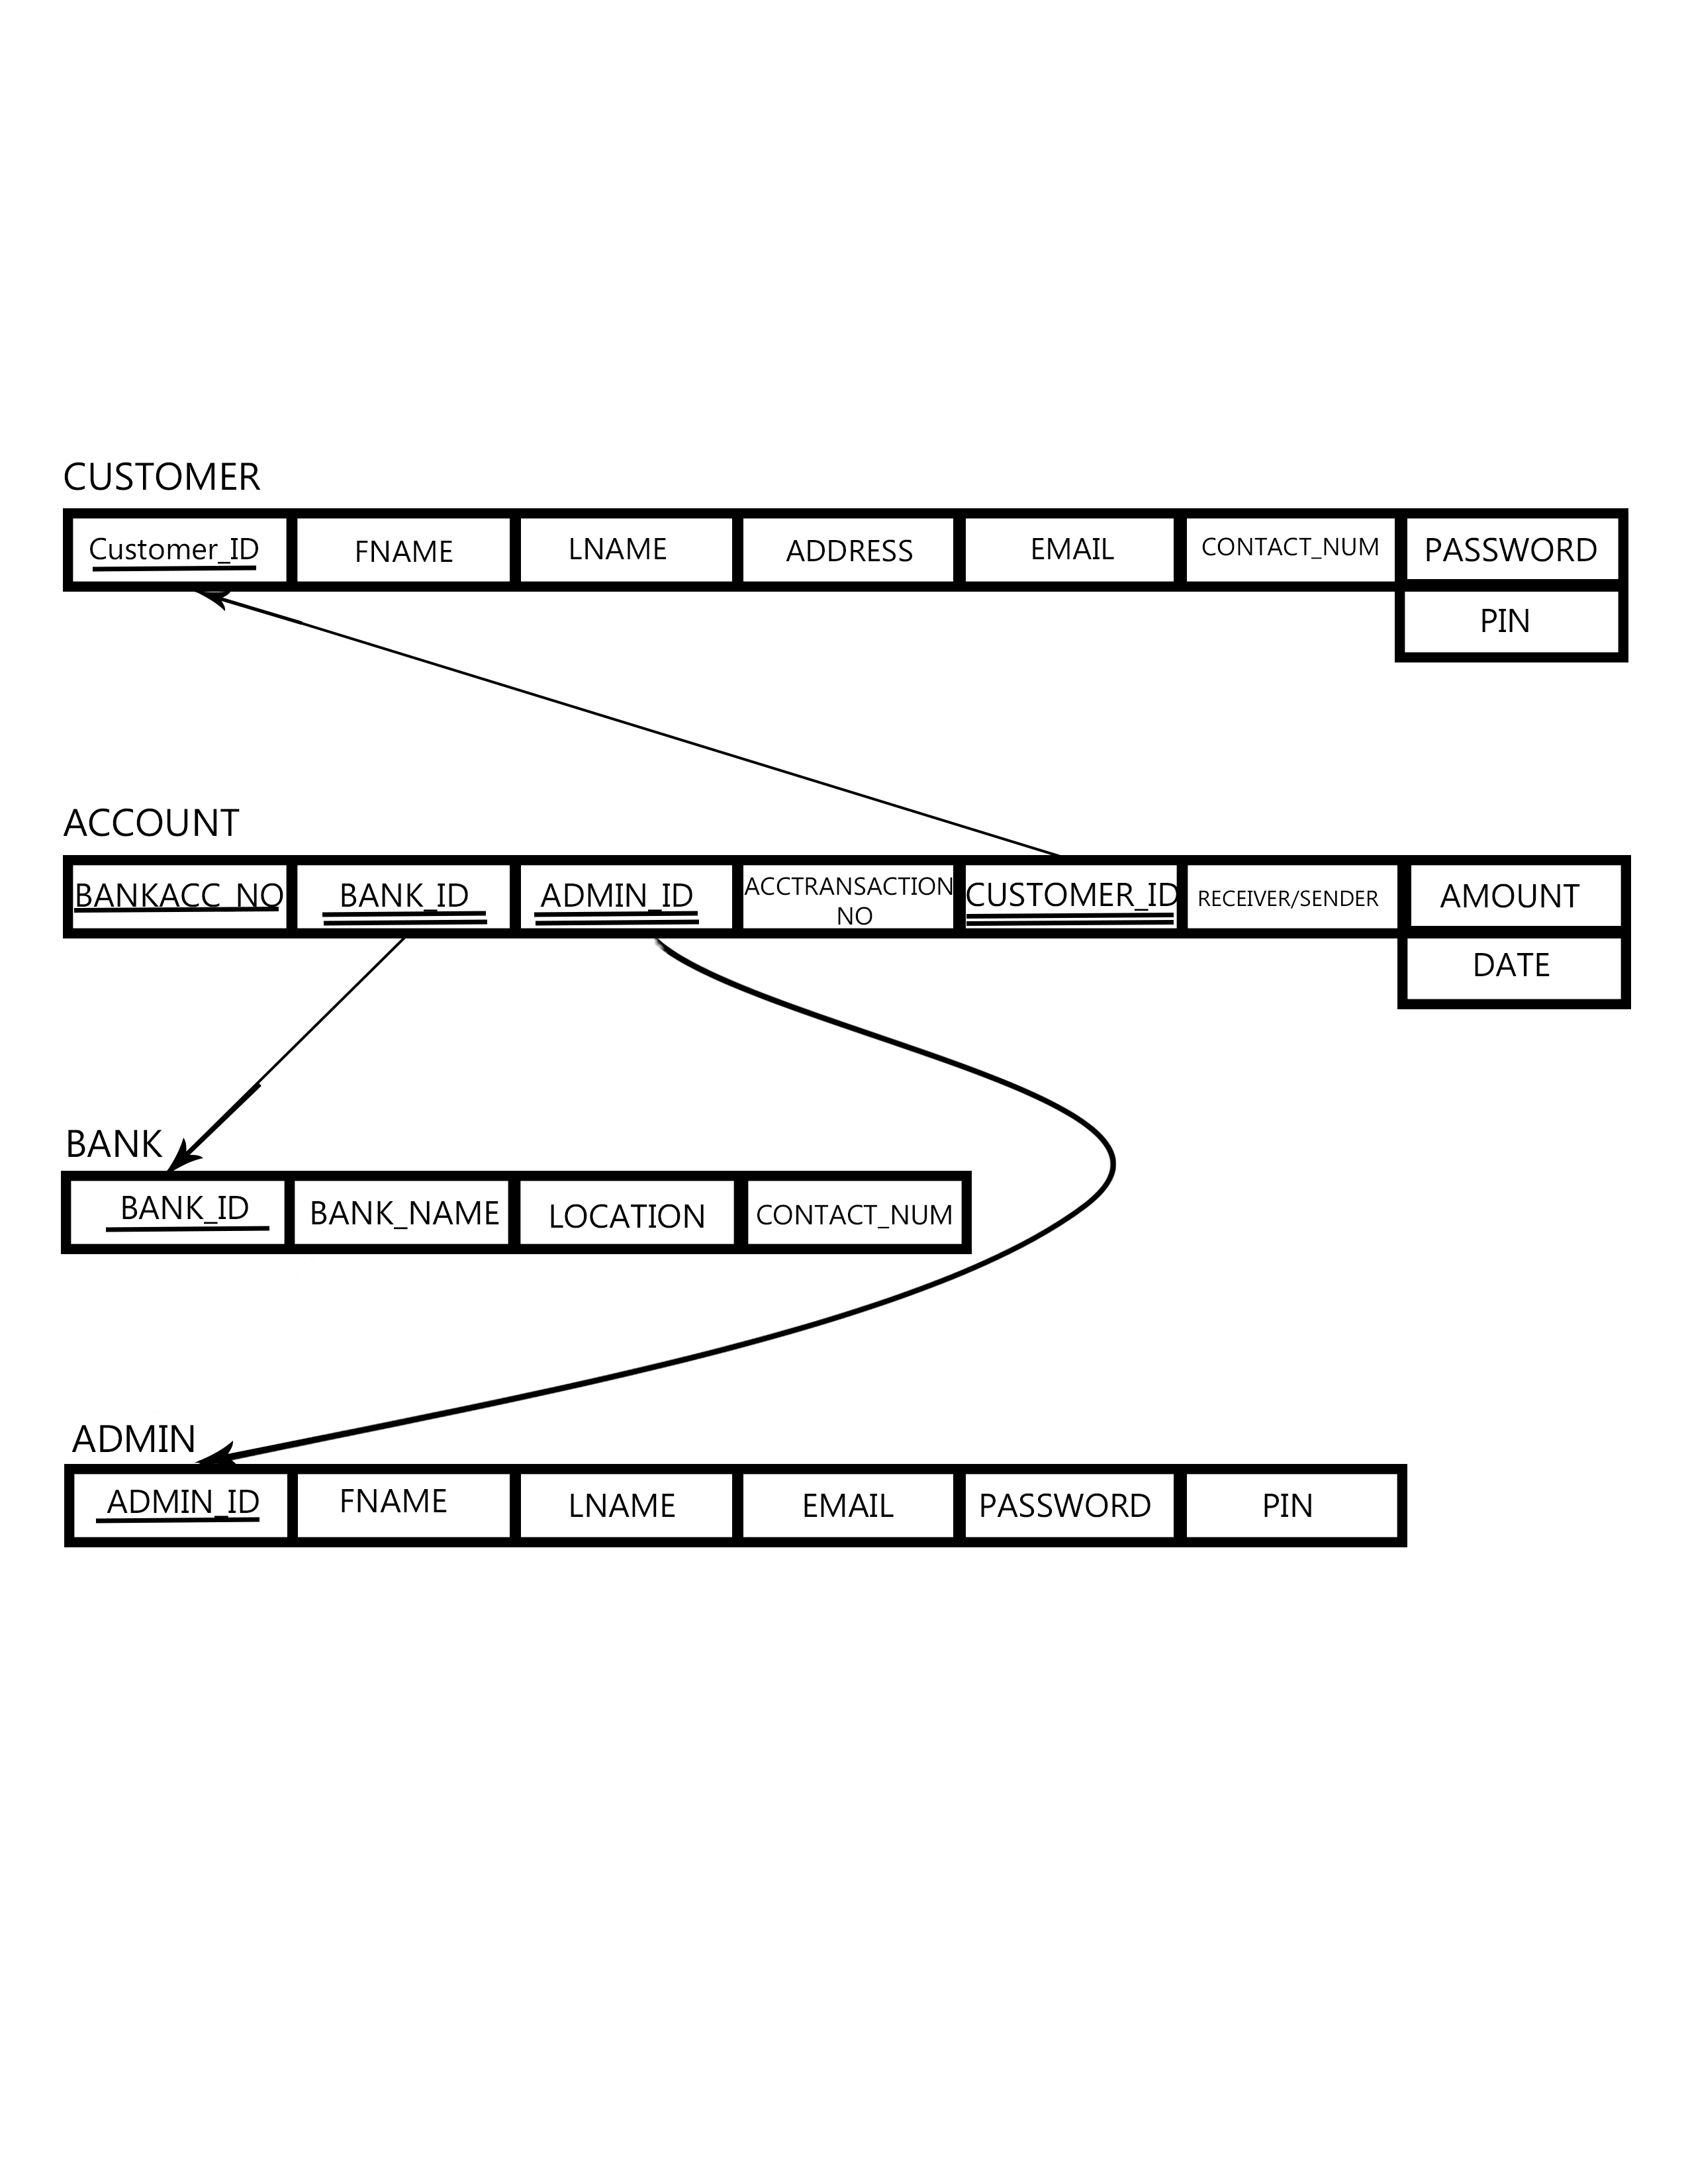 CUSTOMER
Customer_ID FNAME LNAME ADDRESS EMAIL CONTACT_NUM PASSWORD
PIN
ACCOUNT
BANKACC_NO BANK_ID ADMIN_ID ACCTRANSACTION NO CUSTOMER_ID RECEIVER/SENDER AMOUNT
DATE
BANK
BANK_ID BANK_NAME LOCATION CONTACT_NUM
ADMIN
ADMIN_ID FNAME LNAME EMAIL PASSWORD PIN